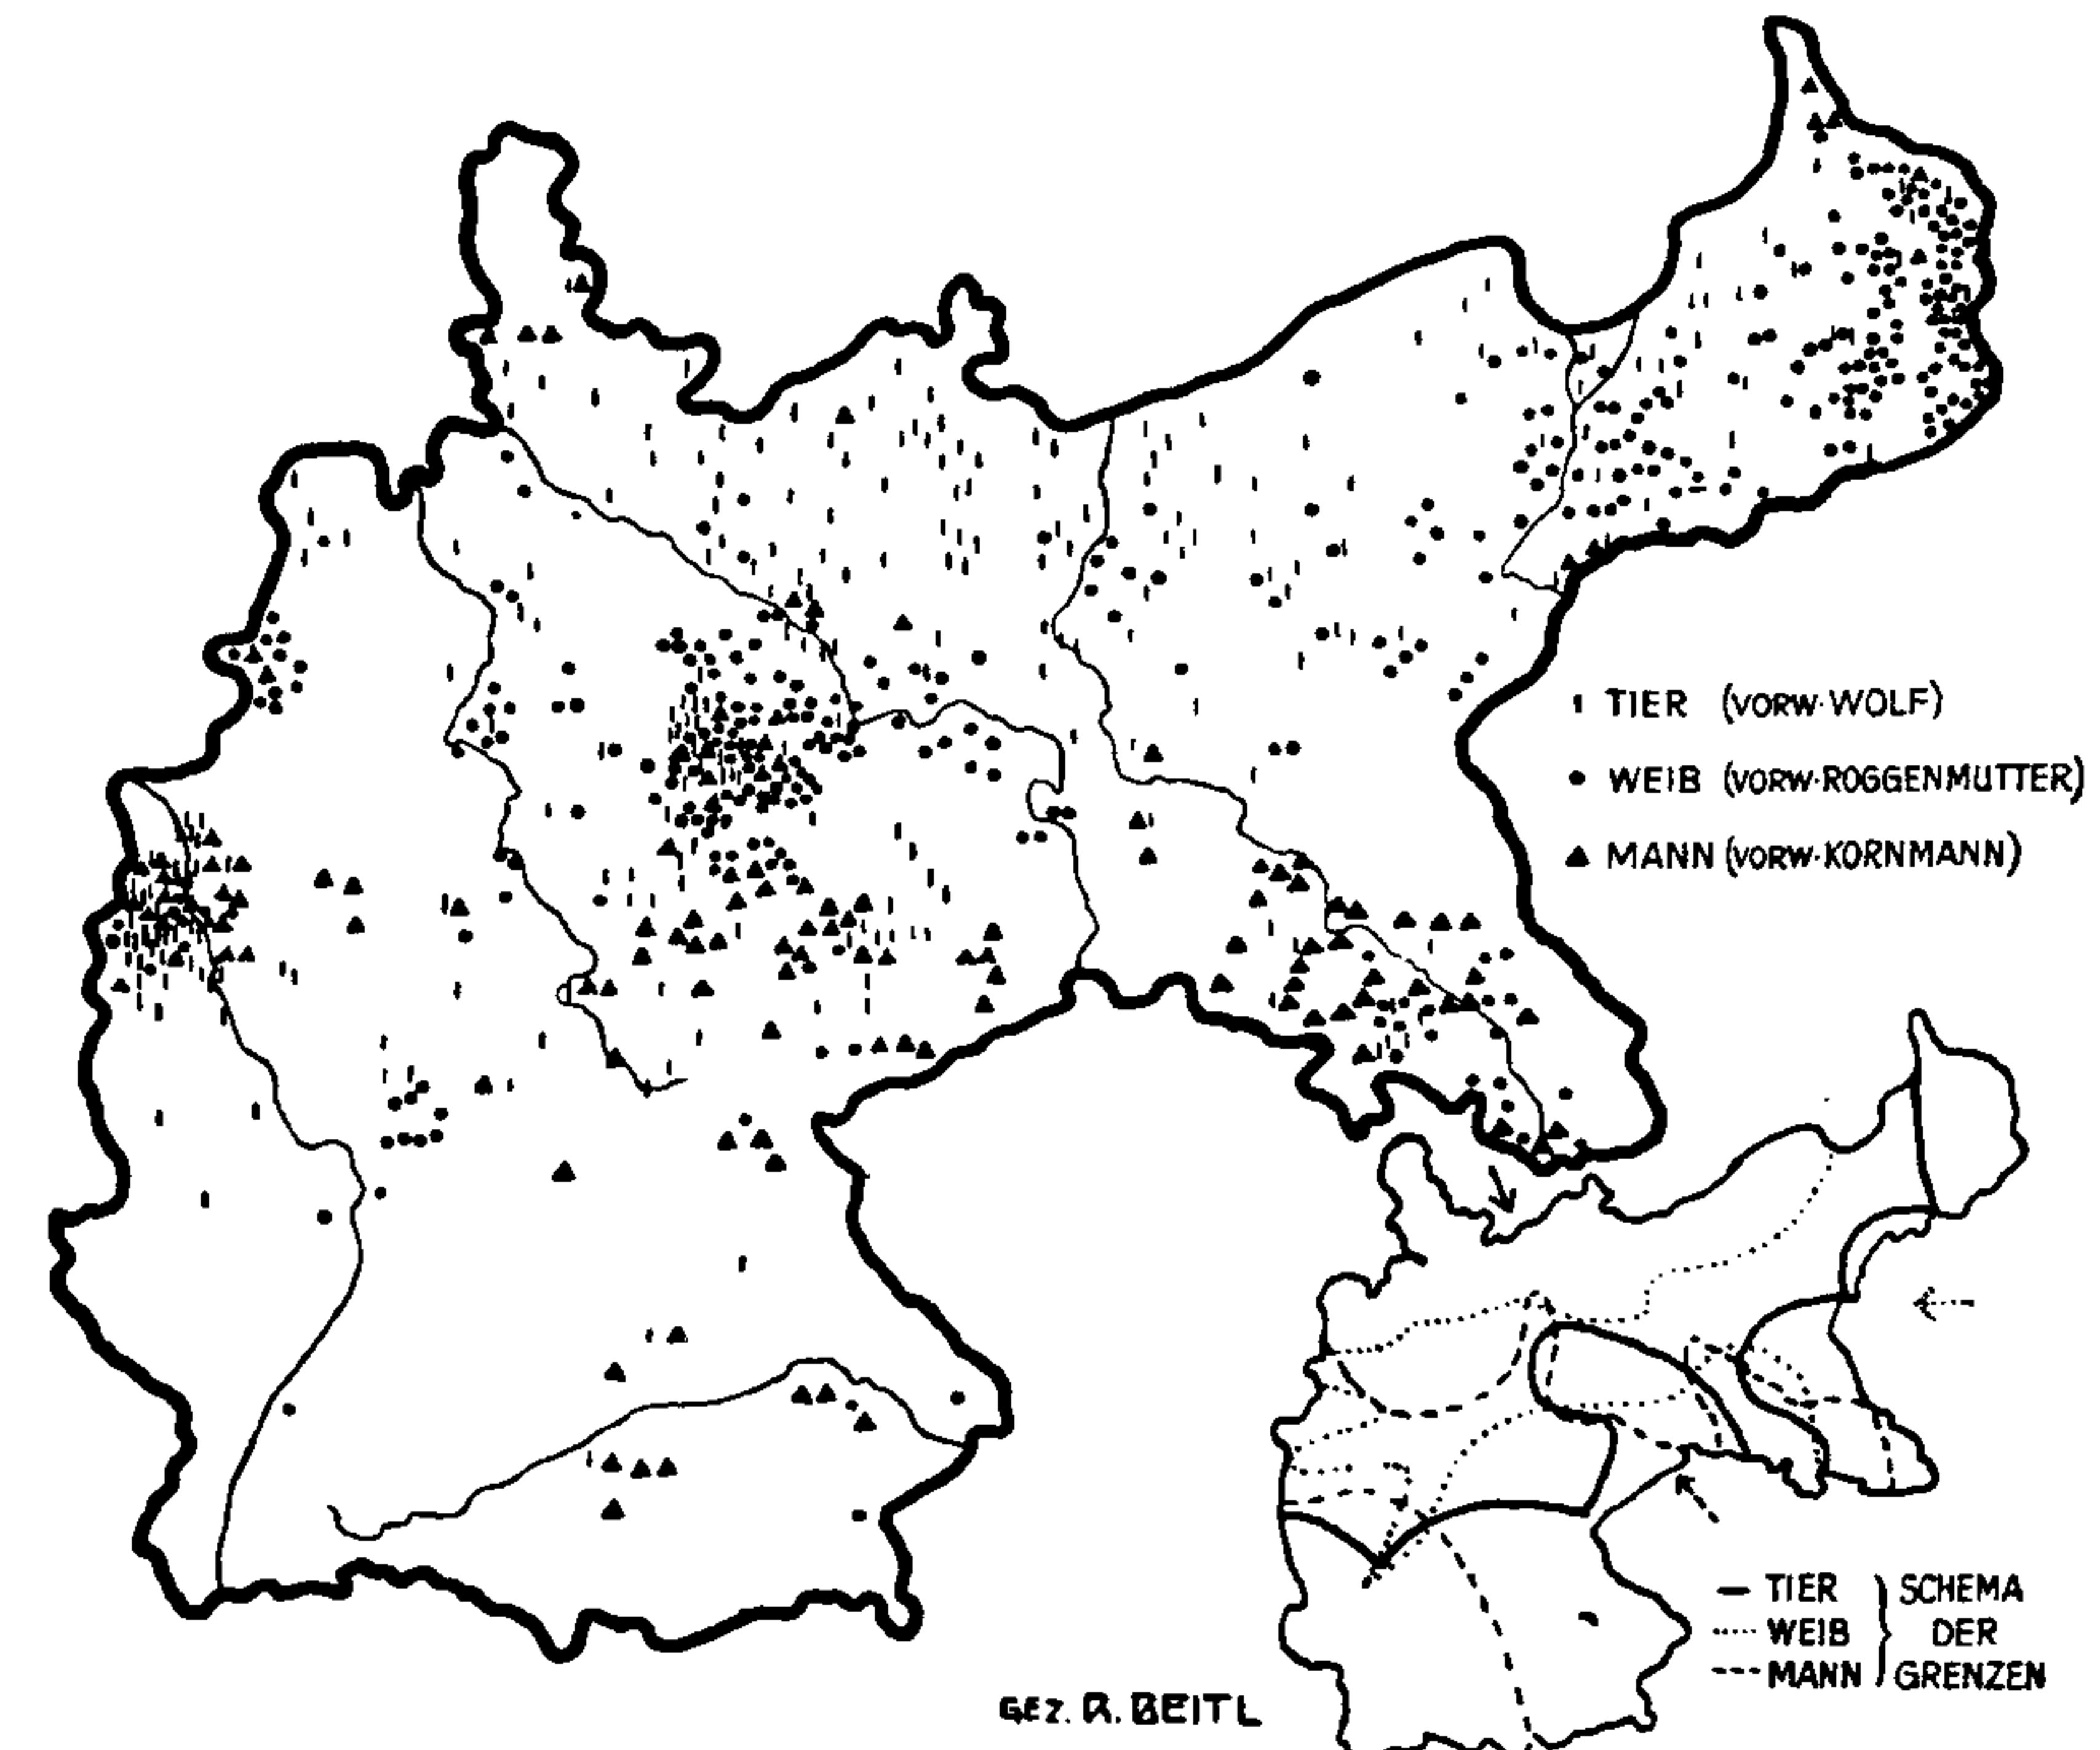 TIER (VORW. WOLF)
WEIB (VORW. ROGGENMUTTER)
MANN (VORW. KORNMANN)
TIER
WEIB
MANN
SCHEMA
DER
GRENZEN
GEZ. R. BEITL